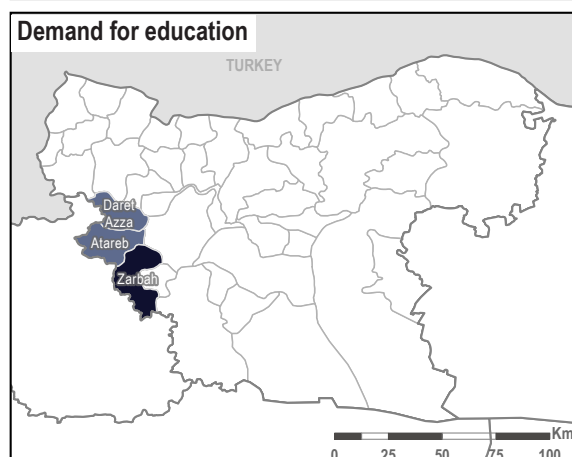 Demand for education
TURKEY
Daret
Azza
Atareb
Zarbah
Km
0 25 50 75 100